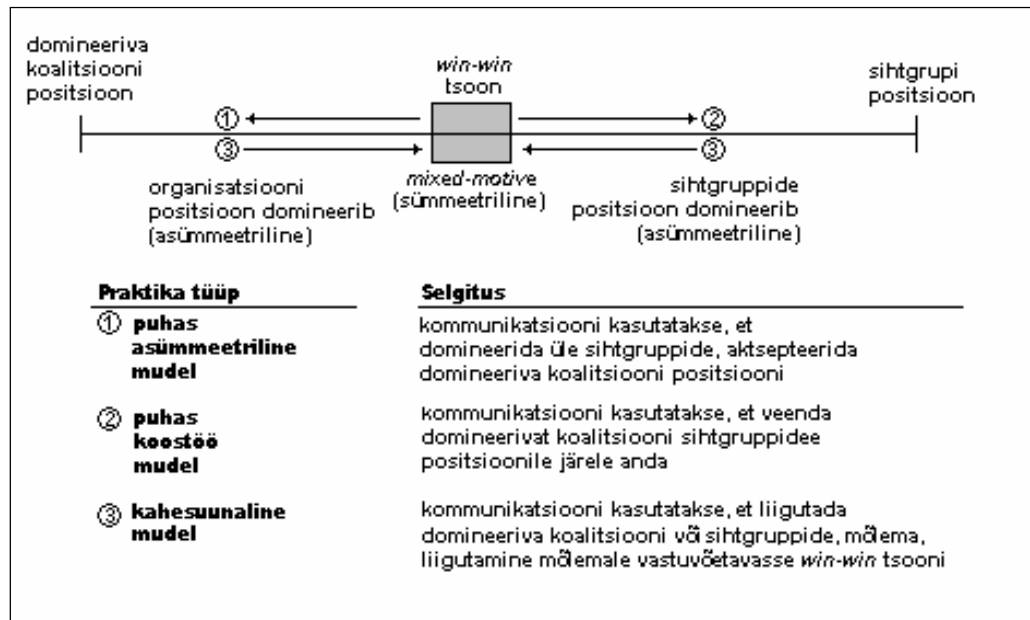 domineeriva
koalitsiooni
positsioon
win-win
tsoon
sihtgrupi
positsioon
① ②
③ ③
organisatsiooni
positsioon domineerib
(asümmeetriline)
mixed-motive
(sümmeetriline)
sihtgruppide
positsioon domineerib
(asümmeetriline)
Praktika tüüp Selgitus
① puhas
asümmeetriline
mudel
kommunikatsiooni kasutatakse, et
domineerida üle sihtgruppide, aktsepteerida
domineeriva koalitsiooni positsiooni
② puhas
koostöö
mudel
kommunikatsiooni kasutatakse, et veenda
domineerivat koalitsiooni sihtgruppidee
positsioonile järele anda
③ kahesuunaline
mudel
kommunikatsiooni kasutatakse, et liigutada
domineeriva koalitsiooni või sihtgruppide, mõlema,
liigutamine mõlemale vastuvõetavasse win-win tsooni